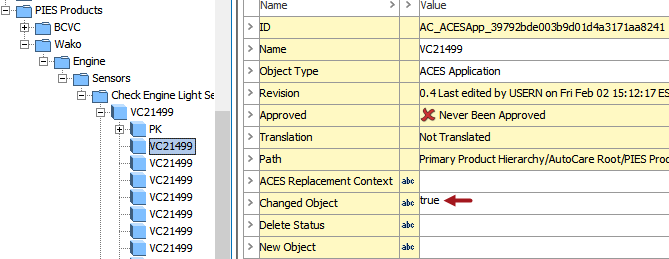 PIES Products
BCVC
Wako
Engine
Sensors
Check Engine Light Se
VC21499
PK
VC21499
VC21499
VC21499
VC21499
VC21499
VC21499
VC21499
Name Value
ID AC_ACESApp_39792bde003b9d01d4a3171aa8241
Name VC21499
Object Type ACES Application
Revision 0.4 Last edited by USERN on Fri Feb 02 15:12:17 ES
Approved Never Been Approved
Translation Not Translated
Path Primary Product Hierarchy/AutoCare Root/PIES Proc
ACES Replacement Context abc
Changed Object abc true
Delete Status abc
New Object abc